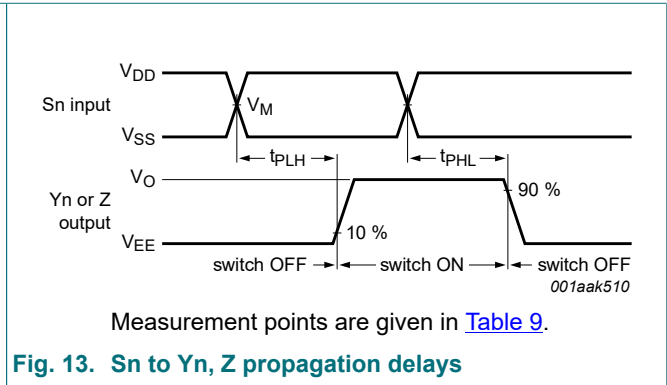 VDD
Sn input
VM
VSS
tPLH
tPHL
VO
90 %
Yn or Z
output
10 %
VEE
switch OFF
switch ON
switch OFF
001aak510
Measurement points are given in Table 9.
Fig. 13. Sn to Yn, Z propagation delays